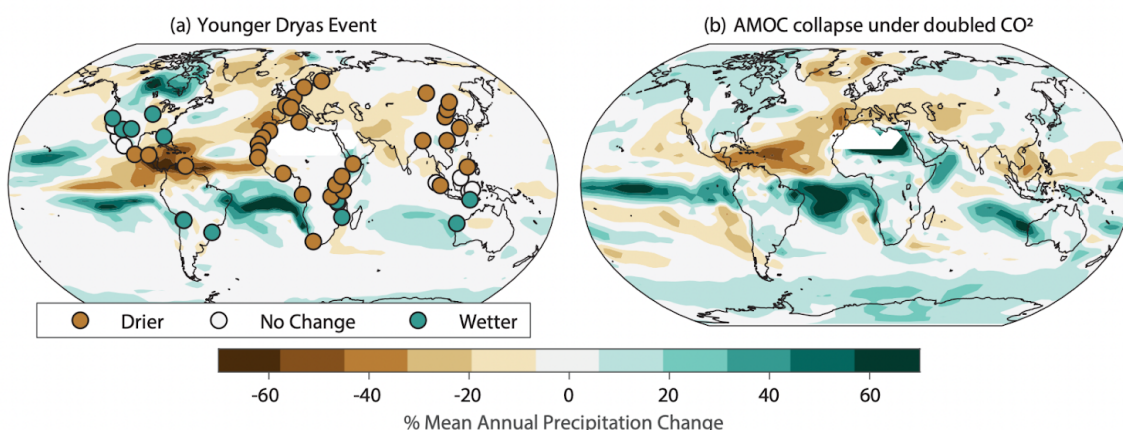 (a) Younger Dryas Event
(b) AMOC collapse under doubled CO²
Drier
No Change
Wetter
-60 -40 -20 0 20 40 60
% Mean Annual Precipitation Change